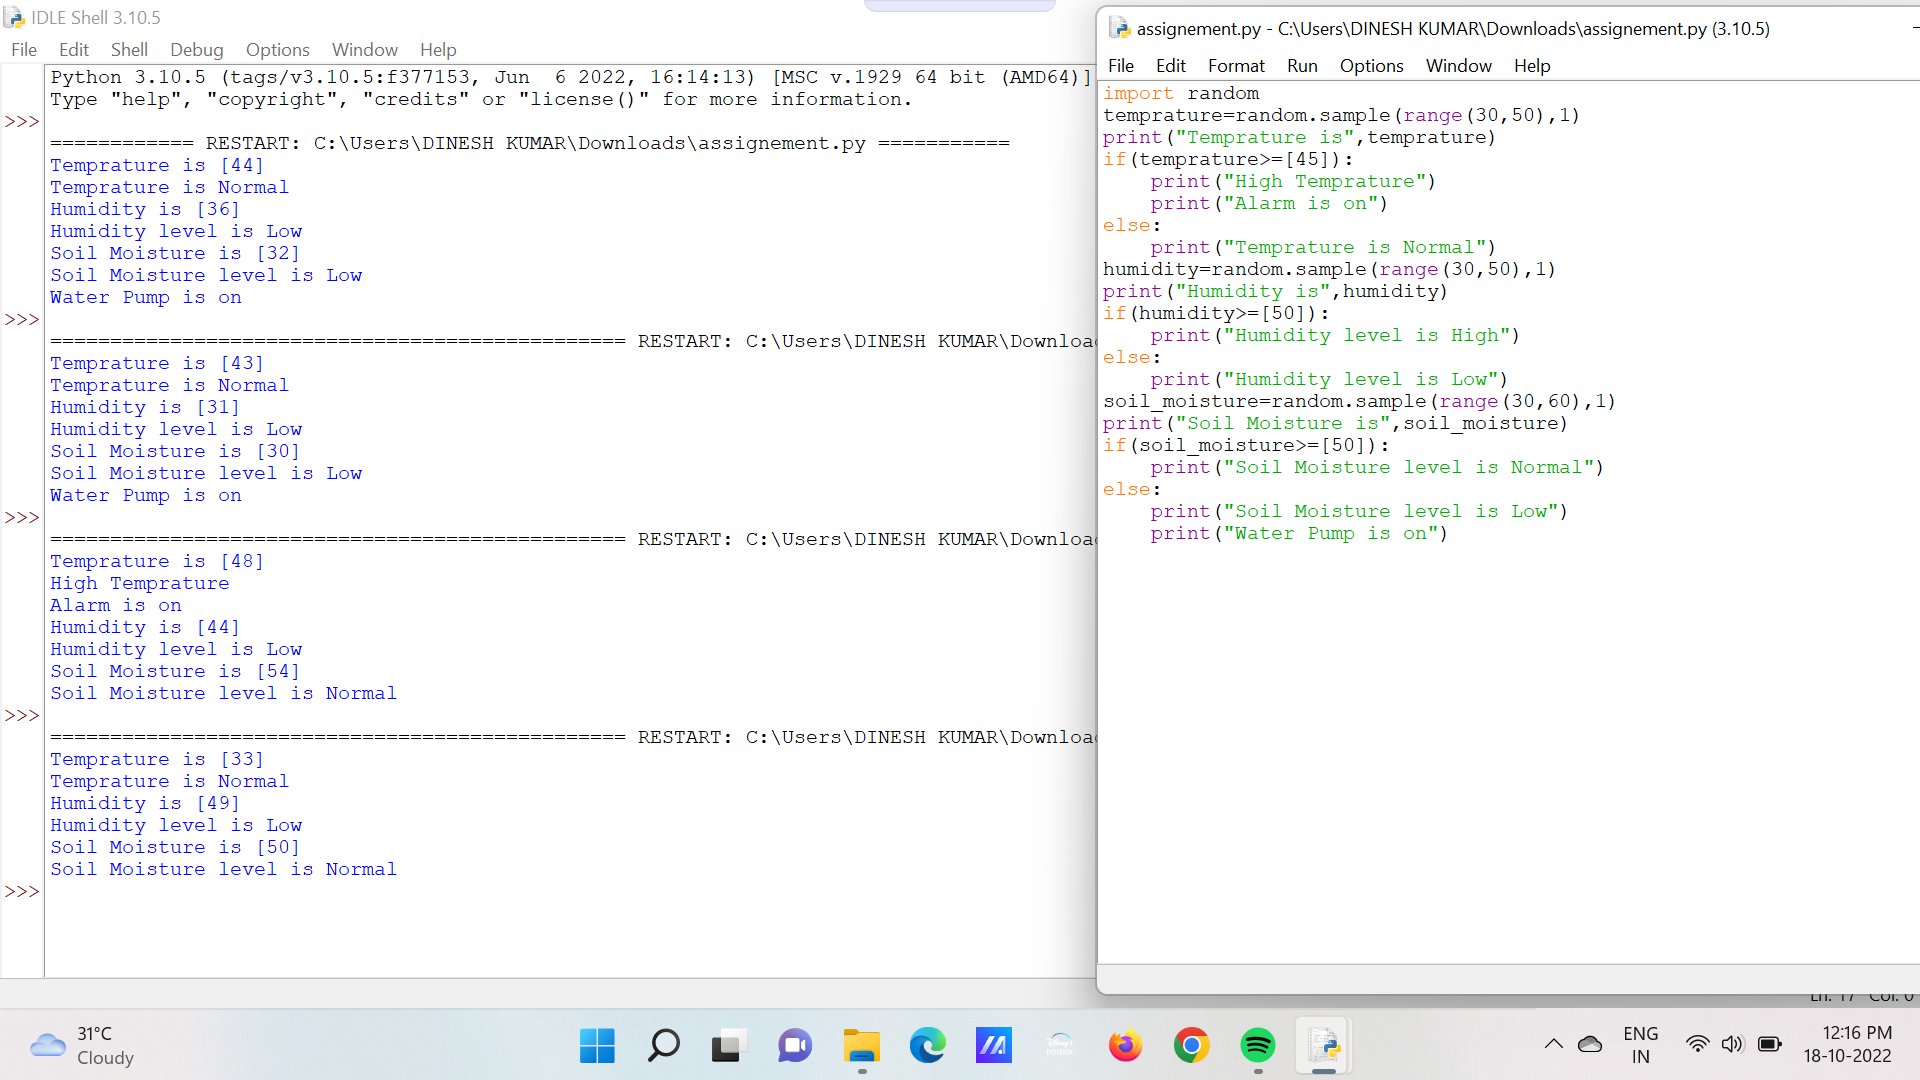 IDLE Shell 3.10.5
File Edit Shell Debug Options Window Help
Python 3.10.5 (tags/v3.10.5:f377153, Jun  6 2022, 16:14:13) [MSC v.1929 64 bit (AMD64)]
Type "help", "copyright", "credits" or "license()" for more information.
>>>
============ RESTART: C:\Users\DINESH KUMAR\Downloads\assignement.py ===========
Temprature is [44]
Temprature is Normal
Humidity is [36]
Humidity level is Low
Soil Moisture is [32]
Soil Moisture level is Low
Water Pump is on
>>>
================================================ RESTART: C:\Users\DINESH KUMAR\Downloa
Temprature is [43]
Temprature is Normal
Humidity is [31]
Humidity level is Low
Soil Moisture is [30]
Soil Moisture level is Low
Water Pump is on
>>>
================================================ RESTART: C:\Users\DINESH KUMAR\Downloa
Temprature is [48]
High Temprature
Alarm is on
Humidity is [44]
Humidity level is Low
Soil Moisture is [54]
Soil Moisture level is Normal
>>>
================================================ RESTART: C:\Users\DINESH KUMAR\Downloa
Temprature is [33]
Temprature is Normal
Humidity is [49]
Humidity level is Low
Soil Moisture is [50]
Soil Moisture level is Normal
>>>
assignement.py - C:\Users\DINESH KUMAR\Downloads\assignement.py (3.10.5)
File Edit Format Run Options Window Help
import random
temprature=random.sample(range(30,50),1)
print("Temprature is",temprature)
if(temprature>=[45]):
    print("High Temprature")
    print("Alarm is on")
else:
    print("Temprature is Normal")
humidity=random.sample(range(30,50),1)
print("Humidity is",humidity)
if(humidity>=[50]):
    print("Humidity level is High")
else:
    print("Humidity level is Low")
soil_moisture=random.sample(range(30,60),1)
print("Soil Moisture is",soil_moisture)
if(soil_moisture>=[50]):
    print("Soil Moisture level is Normal")
else:
    print("Soil Moisture level is Low")
    print("Water Pump is on")
Ln: 17 Col: 0
31°C
Cloudy
Disney+
hotstar
ENG
IN
12:16 PM
18-10-2022